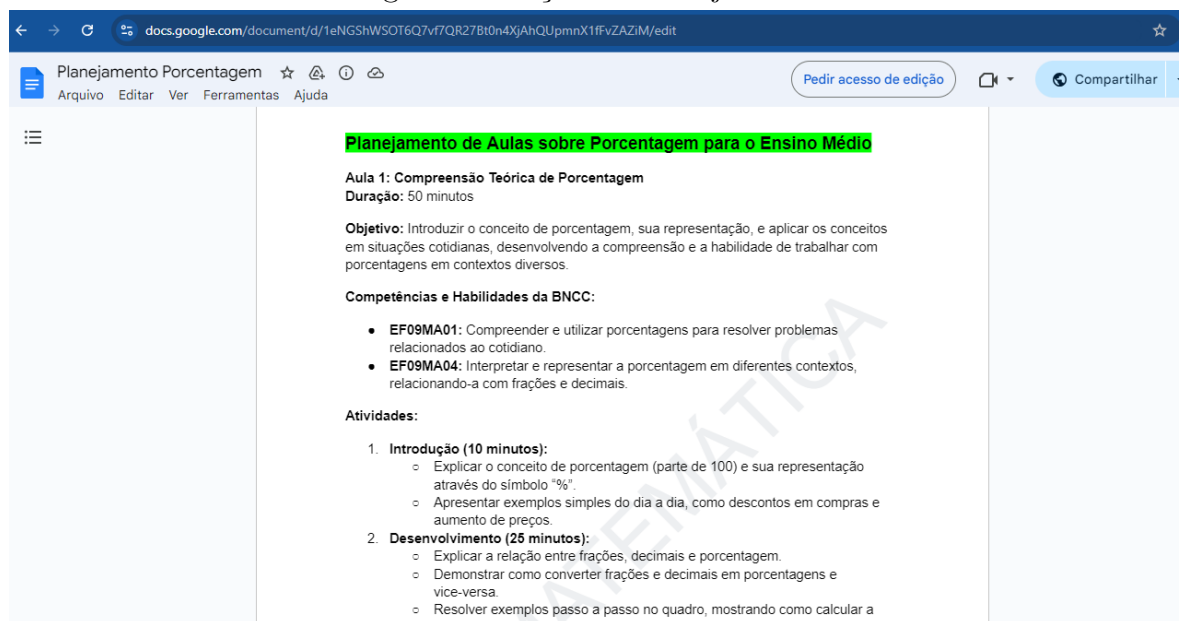 docs.google.com/document/d/1eNGShWSOT6Q7vf7QR27Bt0n4XjAhQUpmnX1fFvZAZiM/edit
Planejamento Porcentagem
Arquivo Editar Ver Ferramentas Ajuda
Pedir acesso de edição
Compartilhar
Planejamento de Aulas sobre Porcentagem para o Ensino Médio
Aula 1: Compreensão Teórica de Porcentagem
Duração: 50 minutos
Objetivo: Introduzir o conceito de porcentagem, sua representação, e aplicar os conceitos
em situações cotidianas, desenvolvendo a compreensão e a habilidade de trabalhar com
porcentagens em contextos diversos.
Competências e Habilidades da BNCC:
● EF09MA01: Compreender e utilizar porcentagens para resolver problemas
relacionados ao cotidiano.
● EF09MA04: Interpretar e representar a porcentagem em diferentes contextos,
relacionando-a com frações e decimais.
Atividades:
1. Introdução (10 minutos):
○ Explicar o conceito de porcentagem (parte de 100) e sua representação
através do símbolo “%”.
○ Apresentar exemplos simples do dia a dia, como descontos em compras e
aumento de preços.
2. Desenvolvimento (25 minutos):
○ Explicar a relação entre frações, decimais e porcentagem.
○ Demonstrar como converter frações e decimais em porcentagens e
vice-versa.
○ Resolver exemplos passo a passo no quadro, mostrando como calcular a
MATEMÁTICA